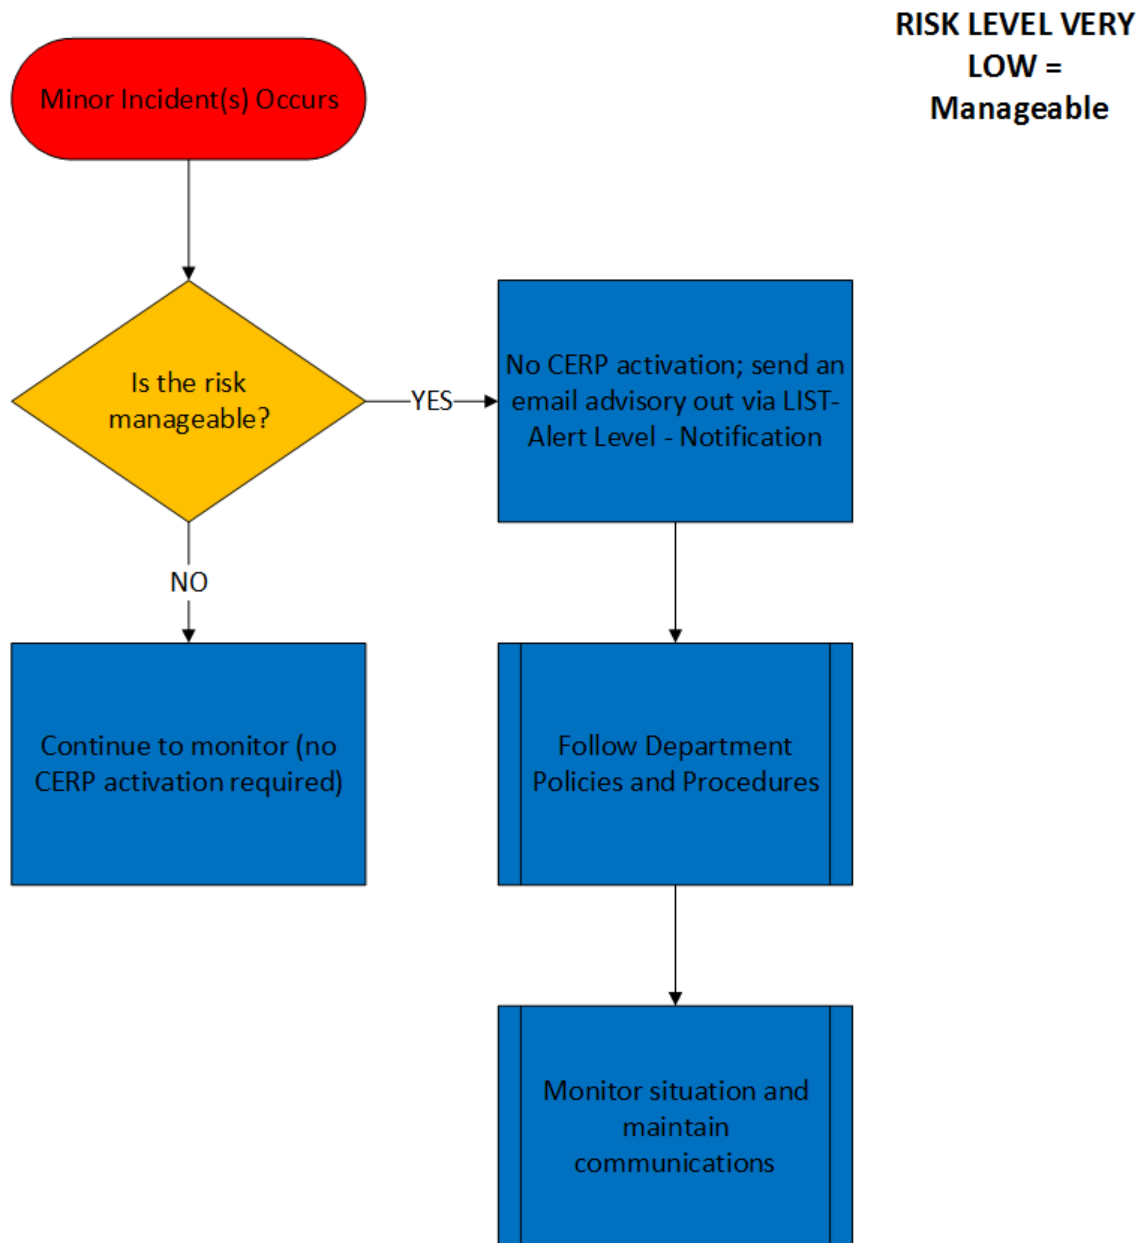 RISK LEVEL VERY
LOW =
Manageable
Minor Incident(s) Occurs
Is the risk
manageable?
YES
No CERP activation; send an
email advisory out via LIST-
Alert Level - Notification
NO
Continue to monitor (no
CERP activation required)
Follow Department
Policies and Procedures
Monitor situation and
maintain
communications